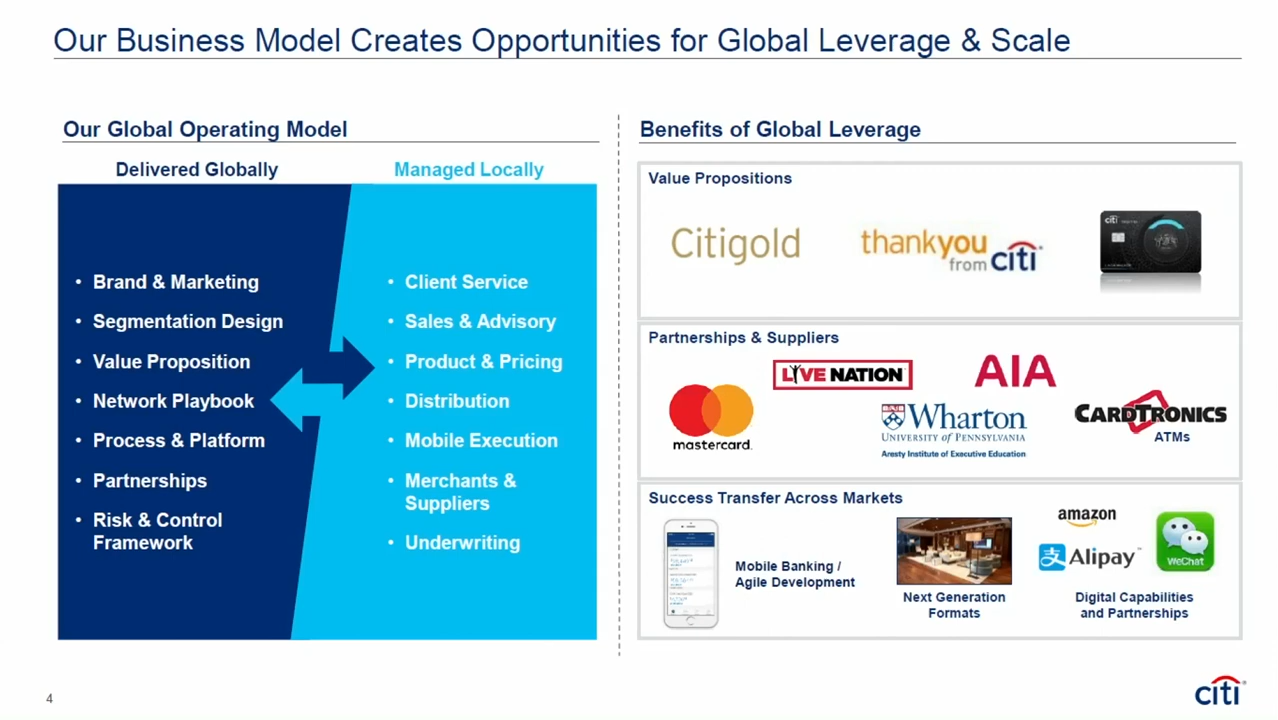 Our Business Model Creates Opportunities for Global Leverage & Scale
Our Global Operating Model
Delivered Globally
Managed Locally
• Brand & Marketing
• Segmentation Design
• Value Proposition
• Network Playbook
• Process & Platform
• Partnerships
• Risk & Control
Framework
• Client Service
• Sales & Advisory
• Product & Pricing
• Distribution
• Mobile Execution
• Merchants &
Suppliers
• Underwriting
Benefits of Global Leverage
Value Propositions
Citigold
thankyou
from citi®
citi
Partnerships & Suppliers
mastercard.
LIVE NATION
AIA
Wharton
UNIVERSITY of PENNSYLVANIA
Aresty Institute of Executive Education
CARDTRONICS
ATMs
Success Transfer Across Markets
Mobile Banking /
Agile Development
Next Generation
Formats
amazon
支 Alipay™
WeChat
Digital Capabilities
and Partnerships
4
citi®